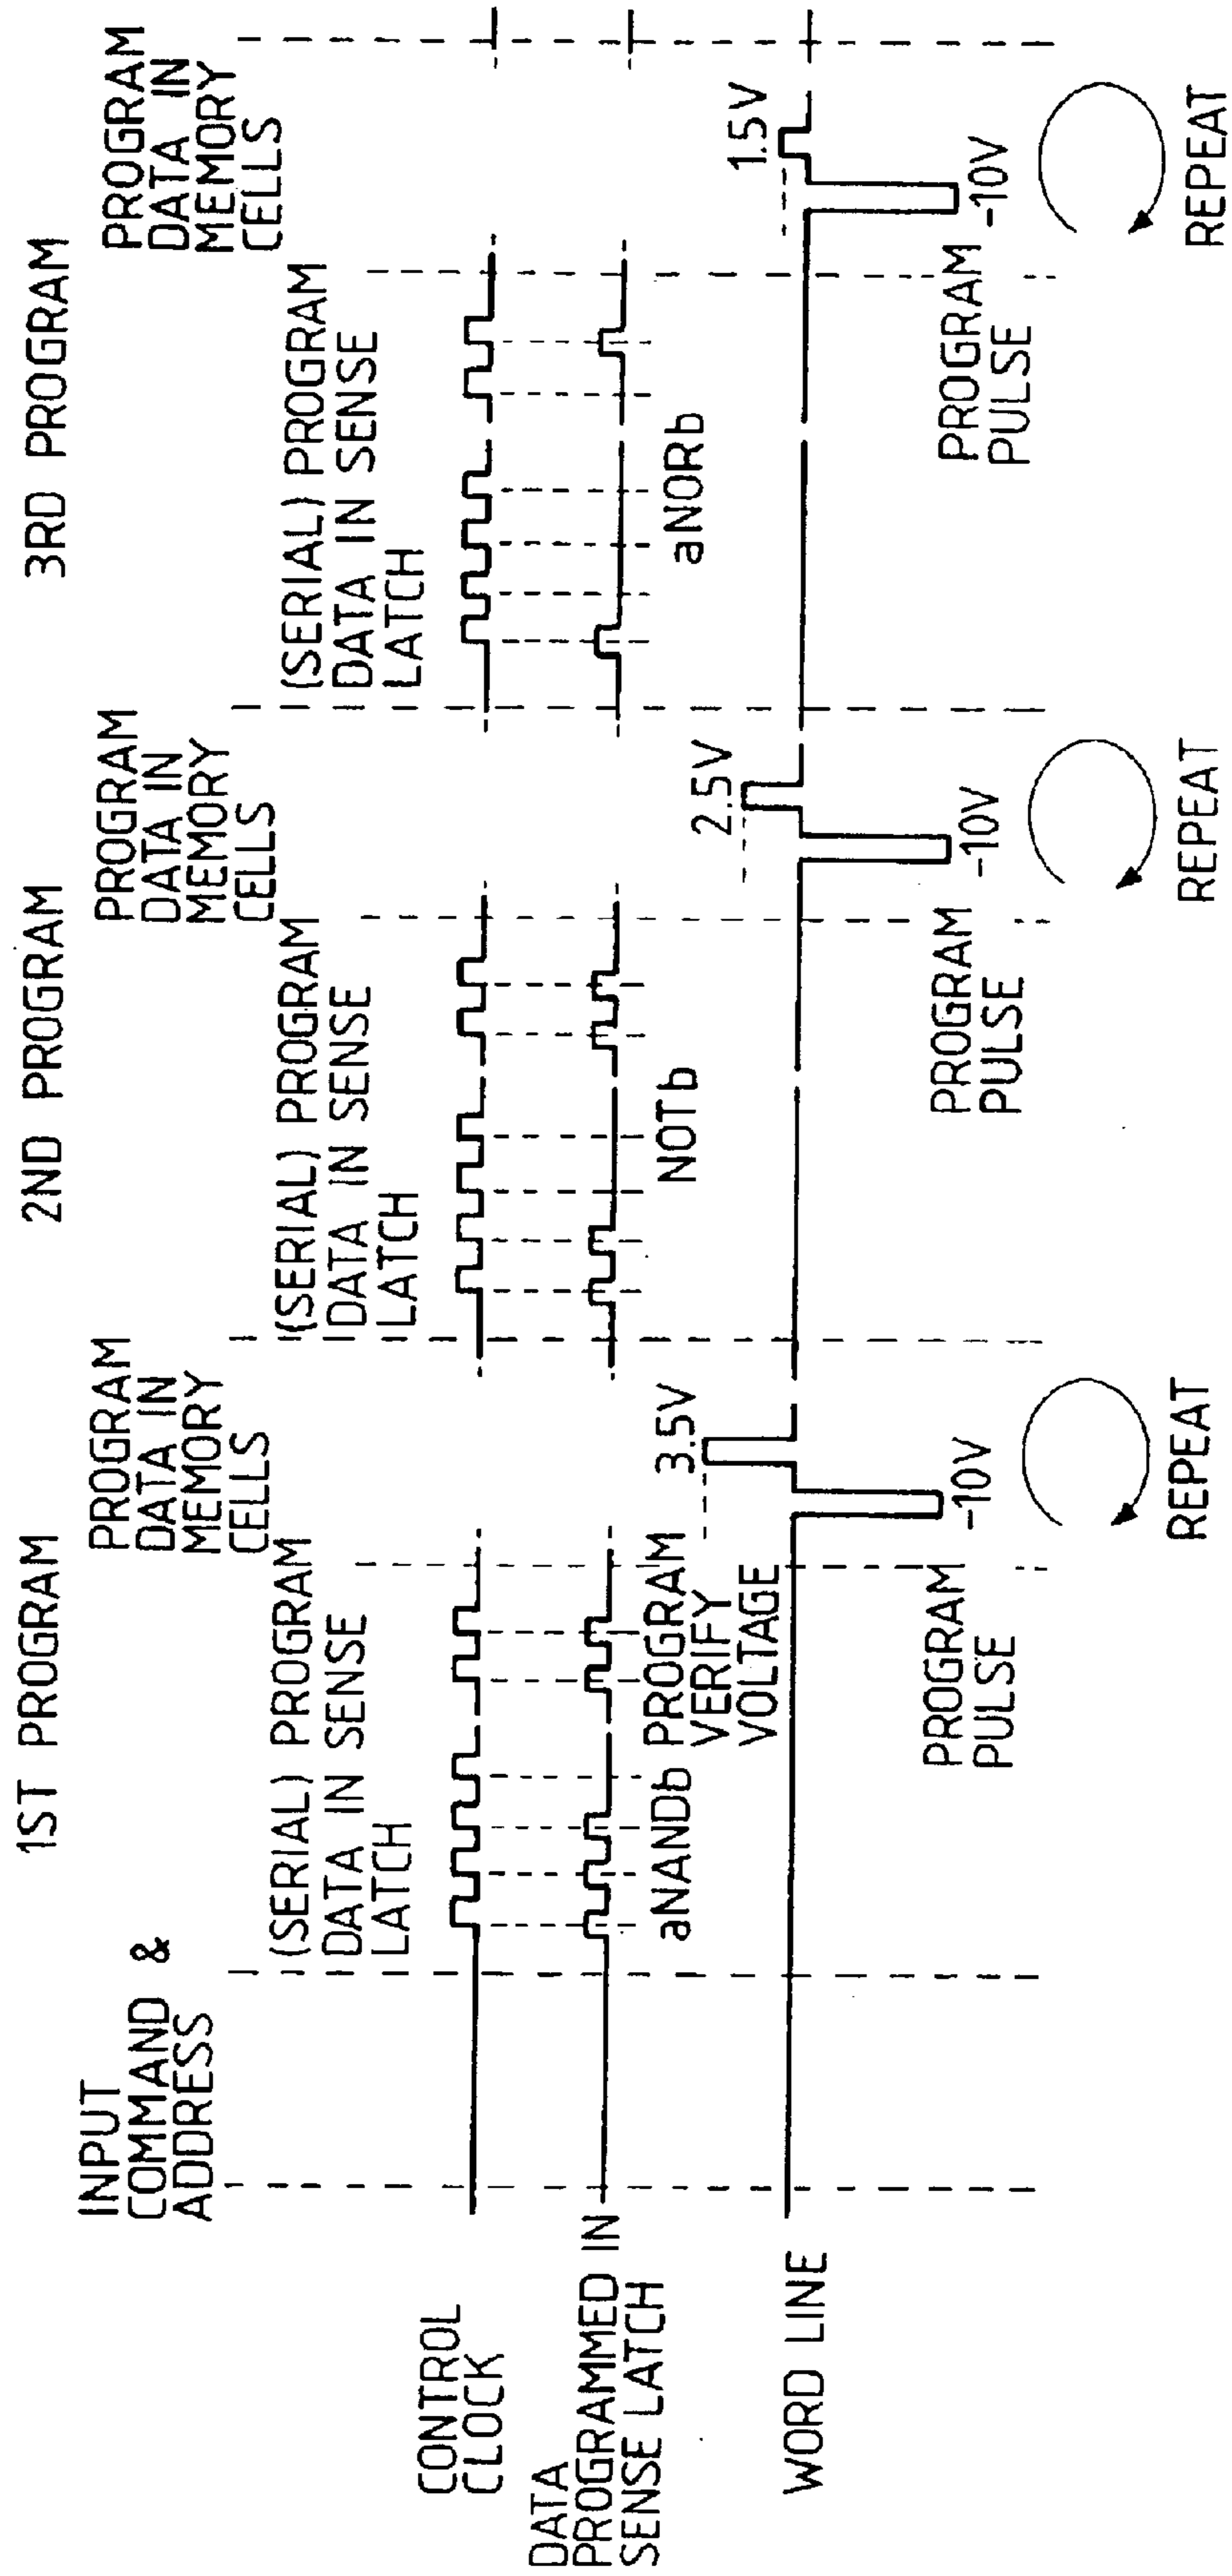 1ST PROGRAM
2ND PROGRAM
3RD PROGRAM
INPUT
COMMAND &
ADDRESS
PROGRAM
DATA IN
MEMORY
CELLS
PROGRAM
DATA IN
MEMORY
CELLS
PROGRAM
DATA IN
MEMORY
CELLS
(SERIAL) PROGRAM
DATA IN SENSE
LATCH
(SERIAL) PROGRAM
DATA IN SENSE
LATCH
(SERIAL) PROGRAM
DATA IN SENSE
LATCH
CONTROL
CLOCK
DATA
PROGRAMMED IN
SENSE LATCH
aNANDb
NOTb
aNORb
PROGRAM
VERIFY
VOLTAGE
3.5V
2.5V
1.5V
WORD LINE
PROGRAM
PULSE
-10V
PROGRAM
PULSE
-10V
PROGRAM
PULSE
-10V
REPEAT
REPEAT
REPEAT